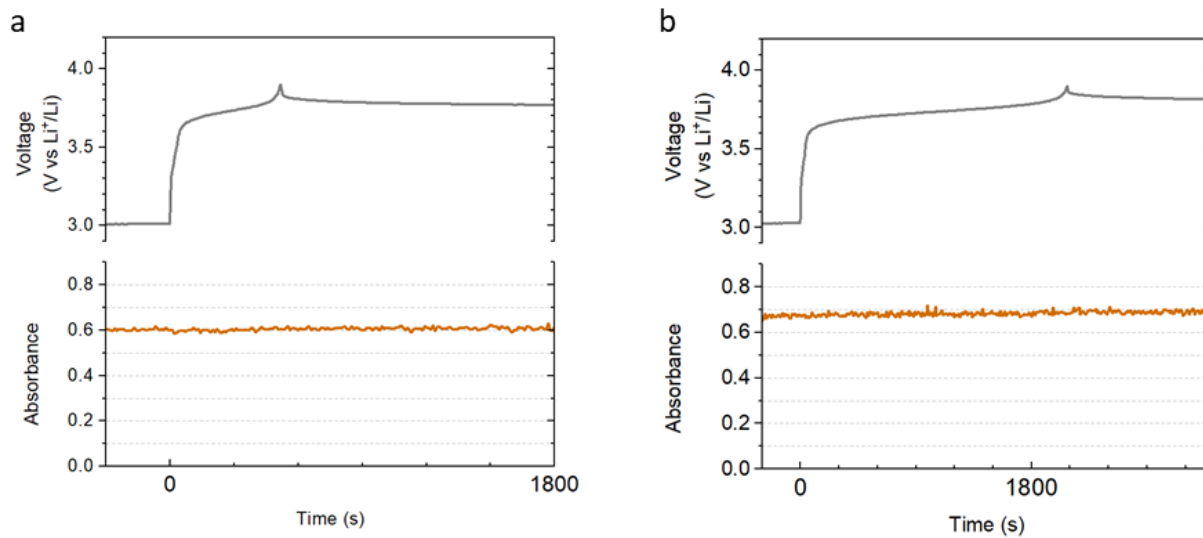 a
4.0
3.5
3.0
Voltage
(V vs Li⁺/Li)
0.8
0.6
0.4
0.2
0.0
Absorbance
0
1800
Time (s)
b
4.0
3.5
3.0
Voltage
(V vs Li⁺/Li)
0.8
0.6
0.4
0.2
0.0
Absorbance
0
1800
Time (s)